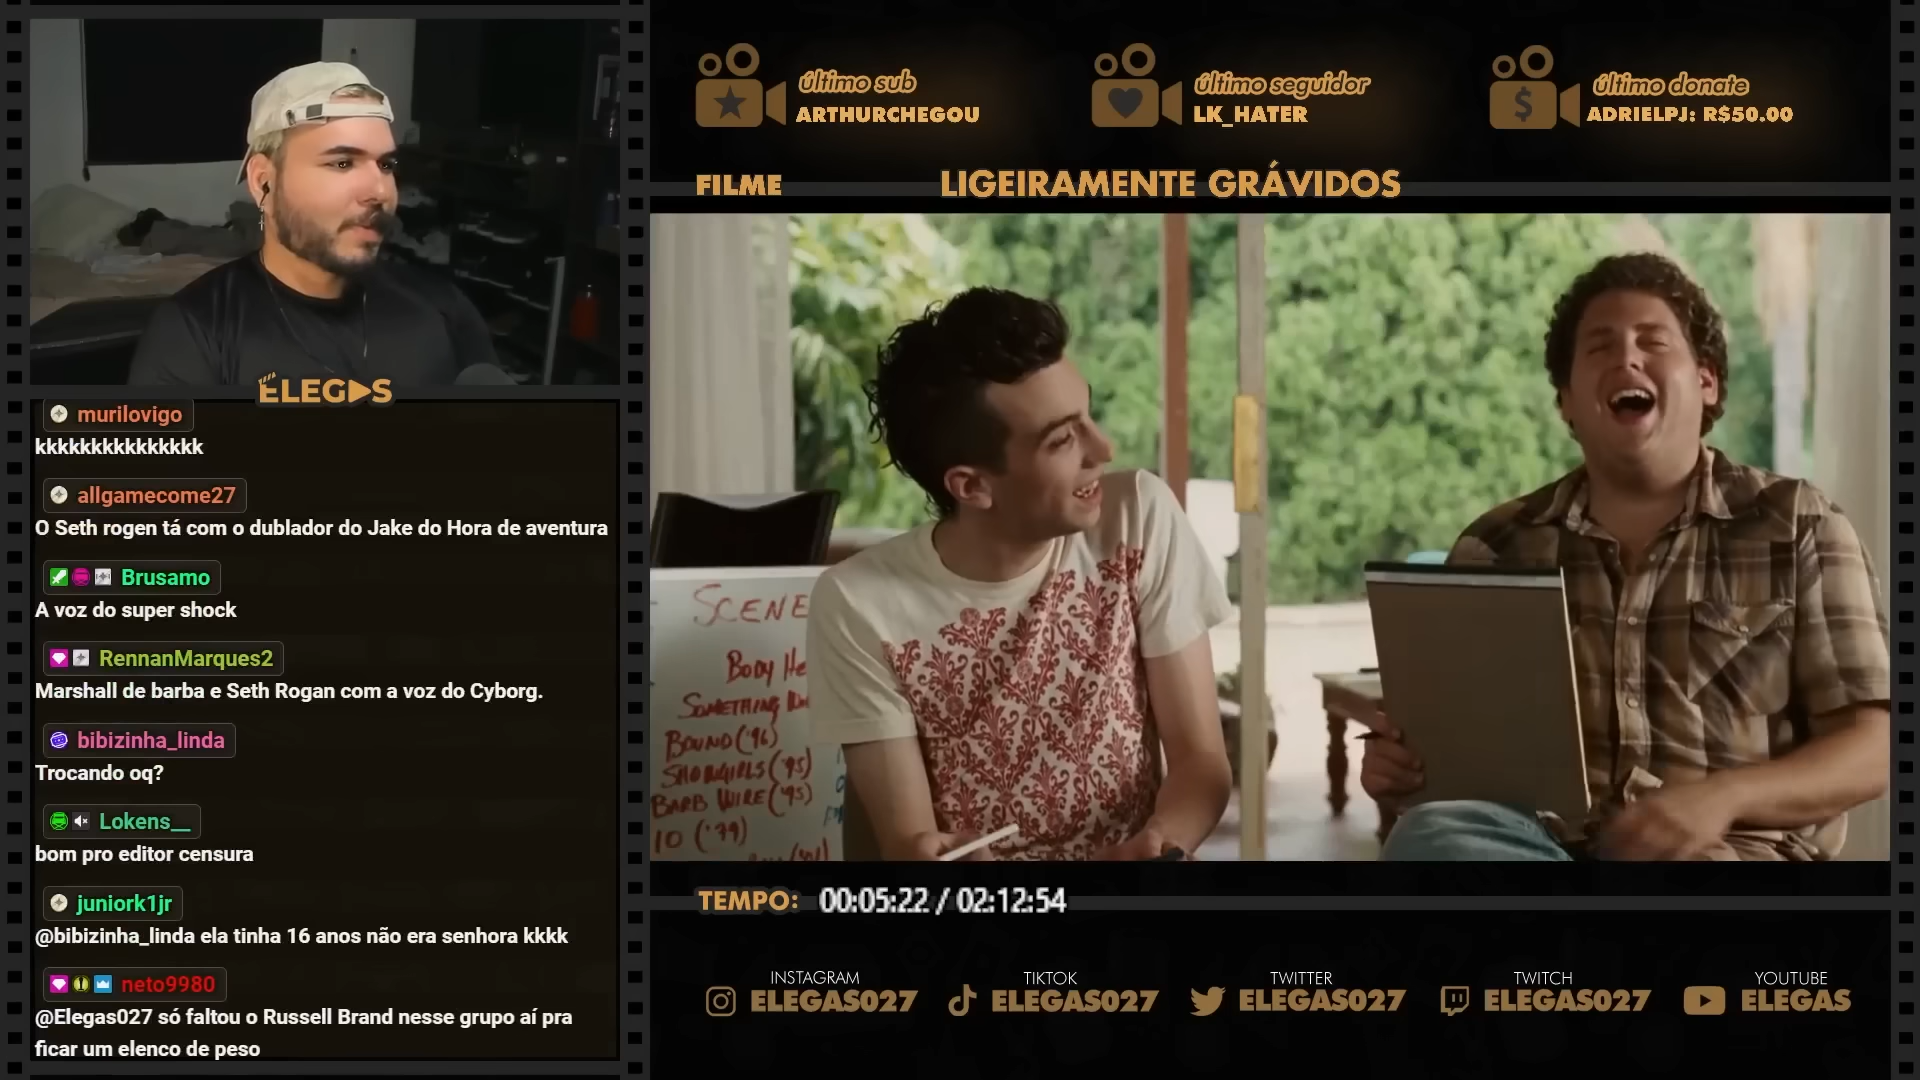 último sub
ARTHURCHEGOU
último seguidor
LK_HATER
último donate
ADRIELPJ: R$50.00
FILME
LIGEIRAMENTE GRÁVIDOS
ELEGAS
murilovigo
kkkkkkkkkkkkkkk
allgamecome27
O Seth rogen tá com o dublador do Jake do Hora de aventura
Brusamo
A voz do super shock
RennanMarques2
Marshall de barba e Seth Rogan com a voz do Cyborg.
bibizinha_linda
Trocando oq?
Lokens__
bom pro editor censura
juniork1jr
@bibizinha_linda ela tinha 16 anos não era senhora kkkk
neto9980
@Elegas027 só faltou o Russell Brand nesse grupo aí pra
ficar um elenco de peso
SCENE
BODY HE
SOMETHING
BOUND ('96)
SHOWGIRLS ('95)
BARB WIRE ('95)
10 ('79)
TEMPO: 00:05:22 / 02:12:54
INSTAGRAM
ELEGAS027
TIKTOK
ELEGAS027
TWITTER
ELEGAS027
TWITCH
ELEGAS027
YOUTUBE
ELEGAS